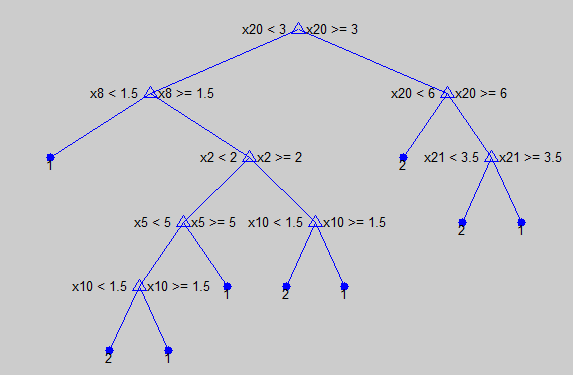 x20 < 3 x20 >= 3
x8 < 1.5 x8 >= 1.5 x20 < 6 x20 >= 6
1 x2 < 2 x2 >= 2 2 x21 < 3.5 x21 >= 3.5
x5 < 5 x5 >= 5 x10 < 1.5 x10 >= 1.5 2 1
x10 < 1.5 x10 >= 1.5 1 2 1
2 1